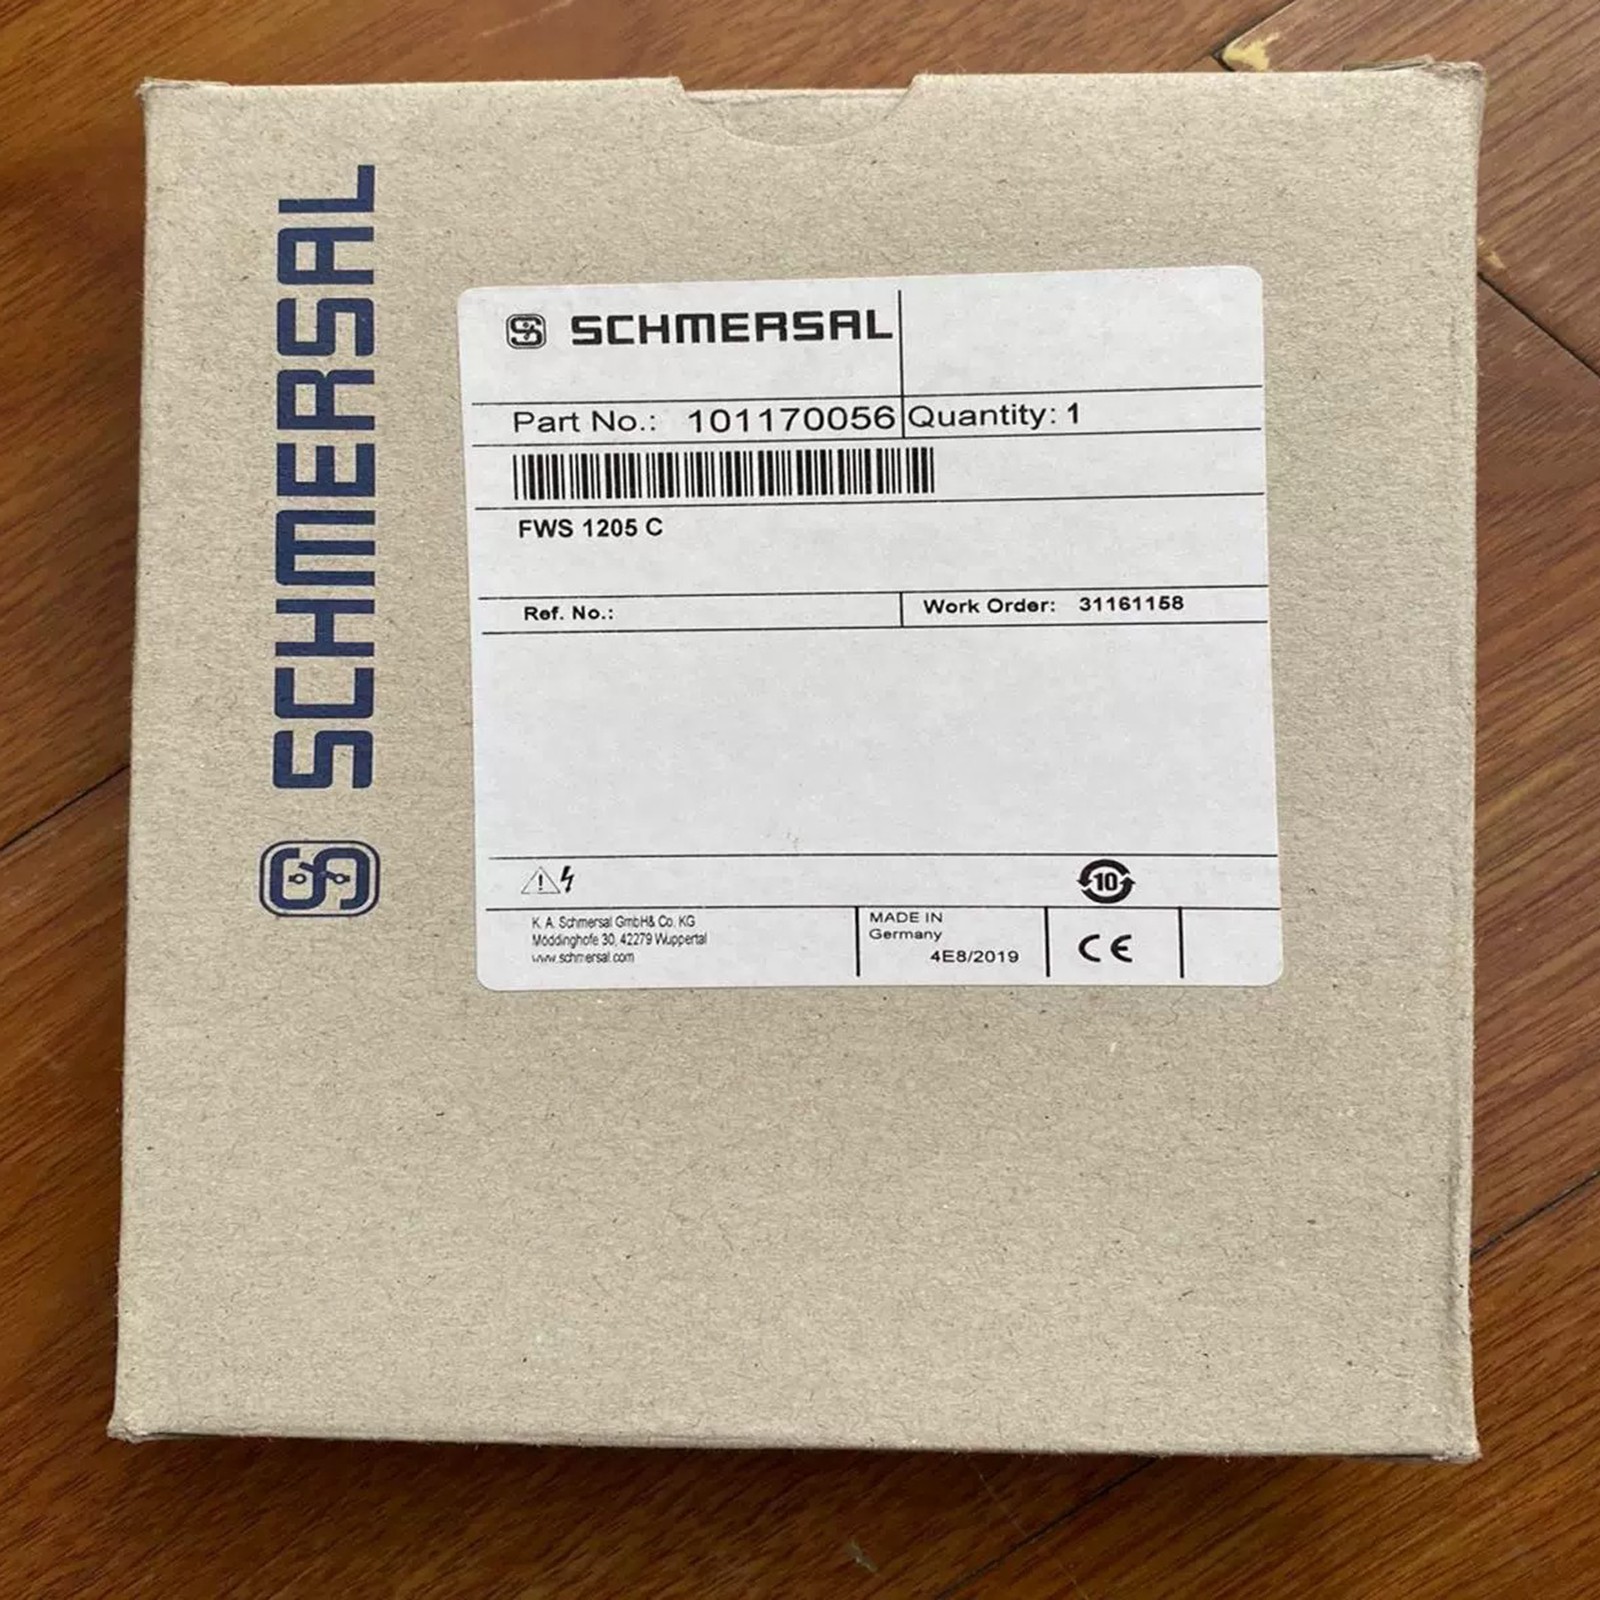 SCHMERSAL
SCHMERSAL
Part No.: 101170056 Quantity: 1
FWS 1205 C
Ref. No.: Work Order: 31161158
10
K. A. Schmersal GmbH& Co. KG
Möddinghofe 30, 42279 Wuppertal
www.schmersal.com
MADE IN
Germany
4E8/2019
CE